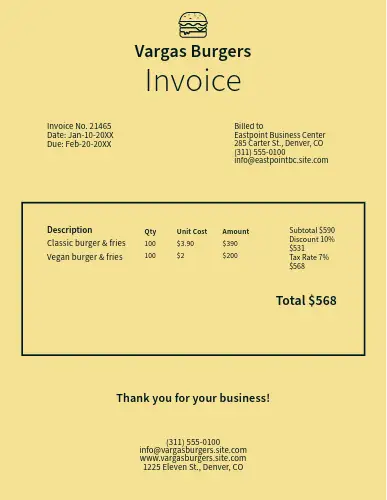 Vargas Burgers
Invoice
Invoice No. 21465
Date: Jan-10-20XX
Due: Feb-20-20XX
Billed to
Eastpoint Business Center
285 Carter St., Denver, CO
(311) 555-0100
info@eastpointbc.site.com
Description Qty Unit Cost Amount
Classic burger & fries 100 $3.90 $390
Vegan burger & fries 100 $2 $200
Subtotal $590
Discount 10%
$531
Tax Rate 7%
$568
Total $568
Thank you for your business!
(311) 555-0100
info@vargasburgers.site.com
www.vargasburgers.site.com
1225 Eleven St., Denver, CO